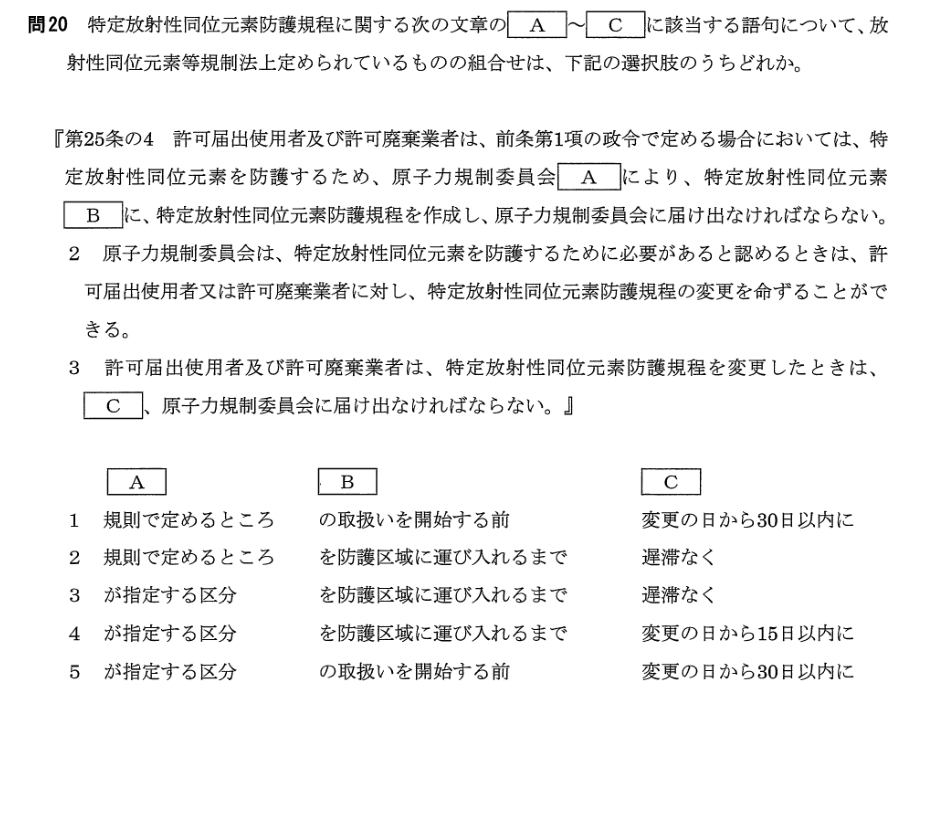 問20 特定放射性同位元素防護規程に関する次の文章の A ～ C に該当する語句について、放
射性同位元素等規制法上定められているものの組合せは、下記の選択肢のうちどれか。
『第25条の4 許可届出使用者及び許可廃棄業者は、前条第1項の政令で定める場合においては、特
定放射性同位元素を防護するため、原子力規制委員会 A により、特定放射性同位元素
B に、特定放射性同位元素防護規程を作成し、原子力規制委員会に届け出なければならない。
2 原子力規制委員会は、特定放射性同位元素を防護するために必要があると認めるときは、許
可届出使用者又は許可廃棄業者に対し、特定放射性同位元素防護規程の変更を命ずることがで
きる。
3 許可届出使用者及び許可廃棄業者は、特定放射性同位元素防護規程を変更したときは、
C 、原子力規制委員会に届け出なければならない。』
A B C
1 規則で定めるところ の取扱いを開始する前 変更の日から30日以内に
2 規則で定めるところ を防護区域に運び入れるまで 遅滞なく
3 が指定する区分 を防護区域に運び入れるまで 遅滞なく
4 が指定する区分 を防護区域に運び入れるまで 変更の日から15日以内に
5 が指定する区分 の取扱いを開始する前 変更の日から30日以内に